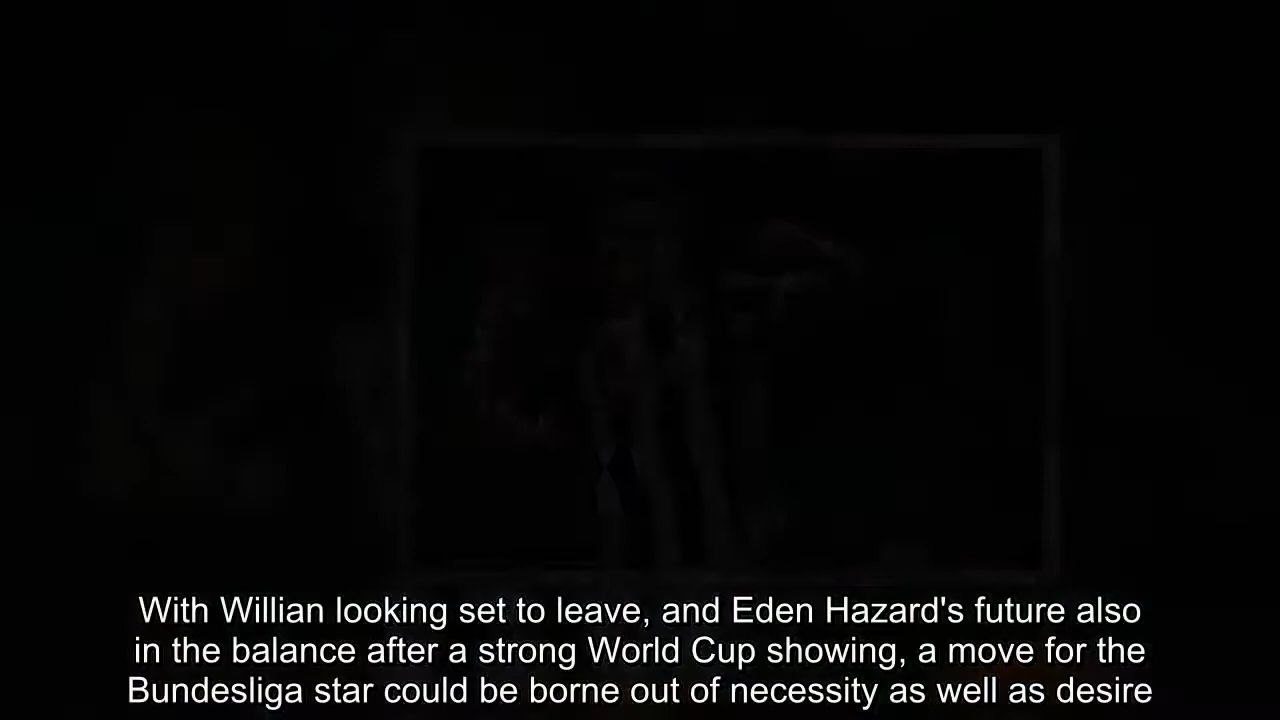 With Willian looking set to leave, and Eden Hazard's future also
in the balance after a strong World Cup showing, a move for the
Bundesliga star could be borne out of necessity as well as desire